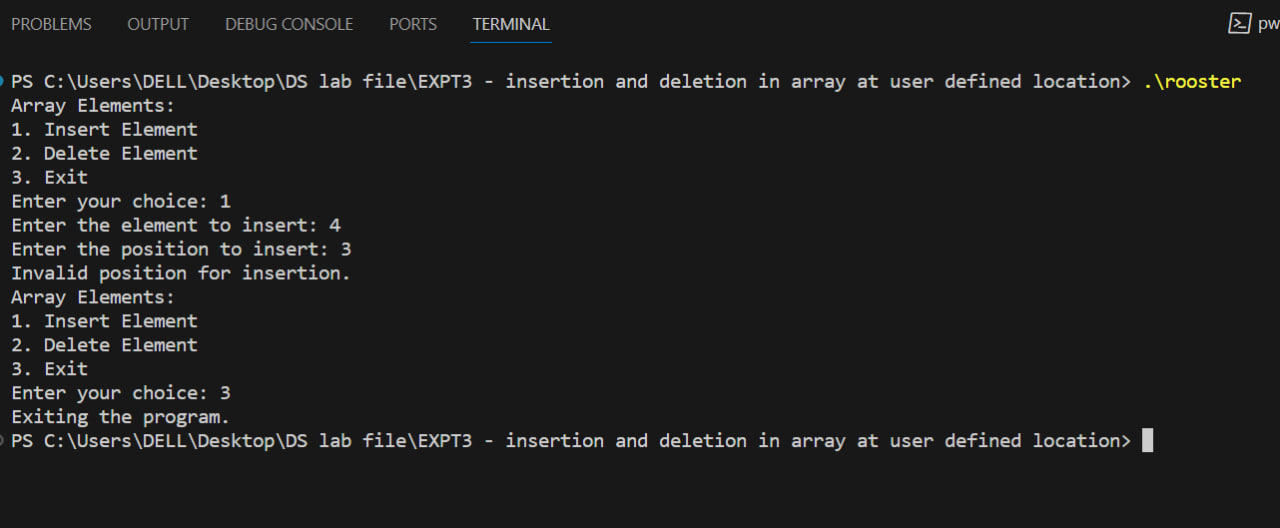 PROBLEMS OUTPUT DEBUG CONSOLE PORTS TERMINAL pw
PS C:\Users\DELL\Desktop\DS lab file\EXPT3 - insertion and deletion in array at user defined location> .\rooster
Array Elements:
1. Insert Element
2. Delete Element
3. Exit
Enter your choice: 1
Enter the element to insert: 4
Enter the position to insert: 3
Invalid position for insertion.
Array Elements:
1. Insert Element
2. Delete Element
3. Exit
Enter your choice: 3
Exiting the program.
PS C:\Users\DELL\Desktop\DS lab file\EXPT3 - insertion and deletion in array at user defined location>